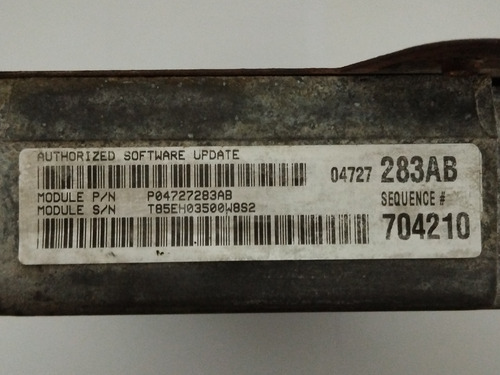 AUTHORIZED SOFTWARE UPDATE
04727 283AB
MODULE P/N P04727283AB
MODULE S/N T85EH03500W8S2
SEQUENCE #
704210